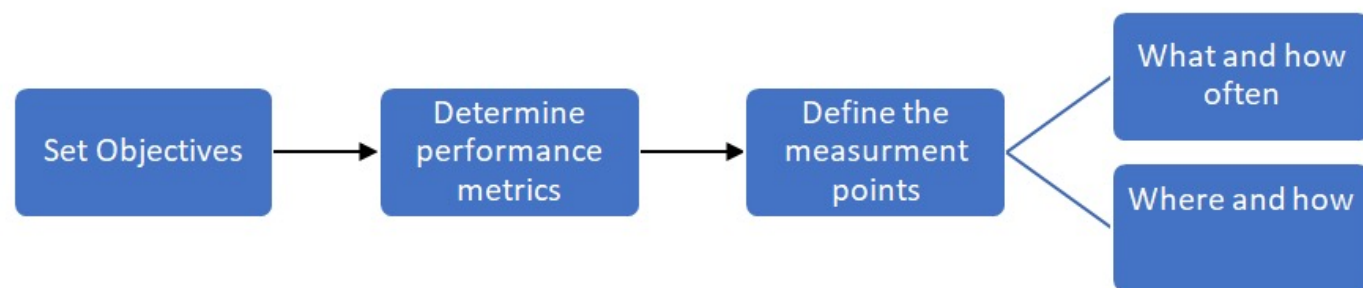 Set Objectives
Determine
performance
metrics
Define the
measurment
points
What and how
often
Where and how